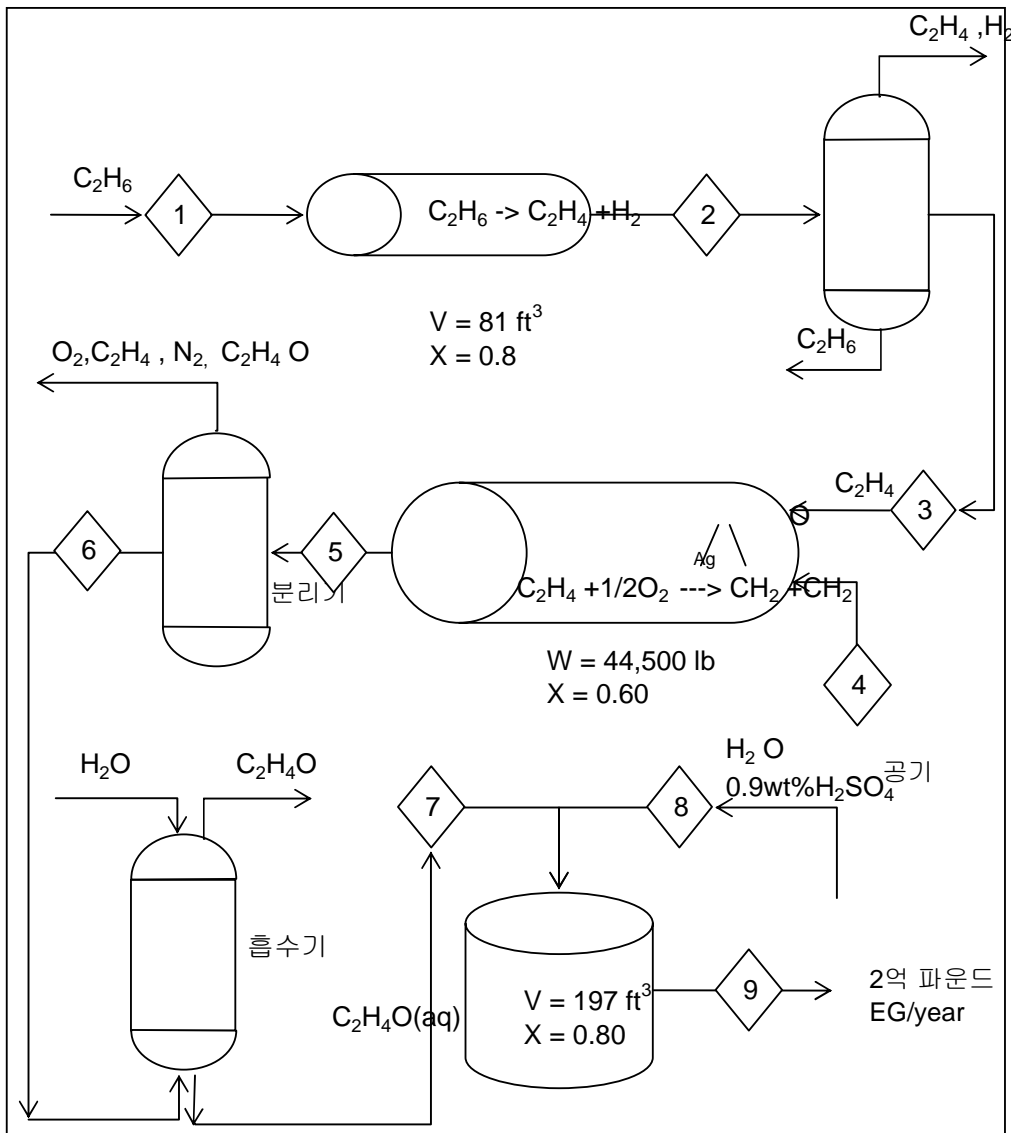 C₂H₄ ,H₂
C₂H₆
1
C₂H₆ -> C₂H₄ +H₂
2
V = 81 ft³
X = 0.8
C₂H₆
O₂,C₂H₄ , N₂, C₂H₄ O
C₂H₄
3
O
6
5
분리기
Ag
C₂H₄ +1/2O₂ ---> CH₂ +CH₂
W = 44,500 lb
X = 0.60
4
H₂O
C₂H₄O
7
8
H₂ O
공기
0.9wt%H₂SO₄
흡수기
C₂H₄O(aq)
V = 197 ft³
X = 0.80
9
2억 파운드
EG/year